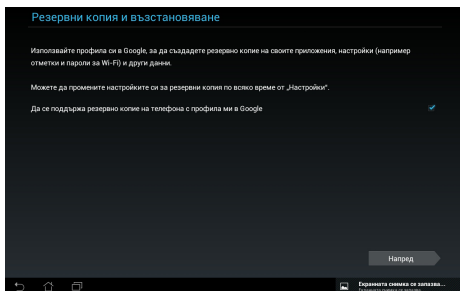 Резервни копия и възстановяване
Използвайте профила си в Google, за да създадете резервно копие на своите приложения, настройки (например
отметки и пароли за Wi-Fi) и други данни.
Можете да промените настройките си за резервни копия по всяко време от „Настройки“.
Да се поддържа резервно копие на телефона с профила ми в Google
Напред
Екранната снимка се запазва...